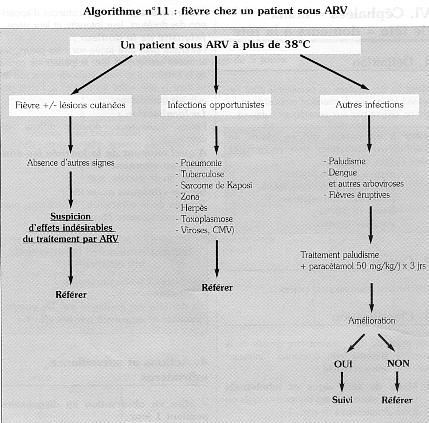 Algorithme n°11 : fièvre chez un patient sous ARV
Un patient sous ARV à plus de 38°C
Fièvre +/- lésions cutanées
Absence d'autres signes
Suspicion
d'effets indésirables
du traitement par ARV
Référer
Infections opportunistes
- Pneumonie
- Tuberculose
- Sarcome de Kaposi
- Zona
- Herpès
- Toxoplasmose
- Viroses, CMV)
Référer
Autres infections
- Paludisme
- Dengue
et autres arboviroses
- Fièvres éruptives
Traitement paludisme
+ paracétamol 50 mg/kg/j x 3 jrs
Amélioration
OUI
NON
Suivi
Référer